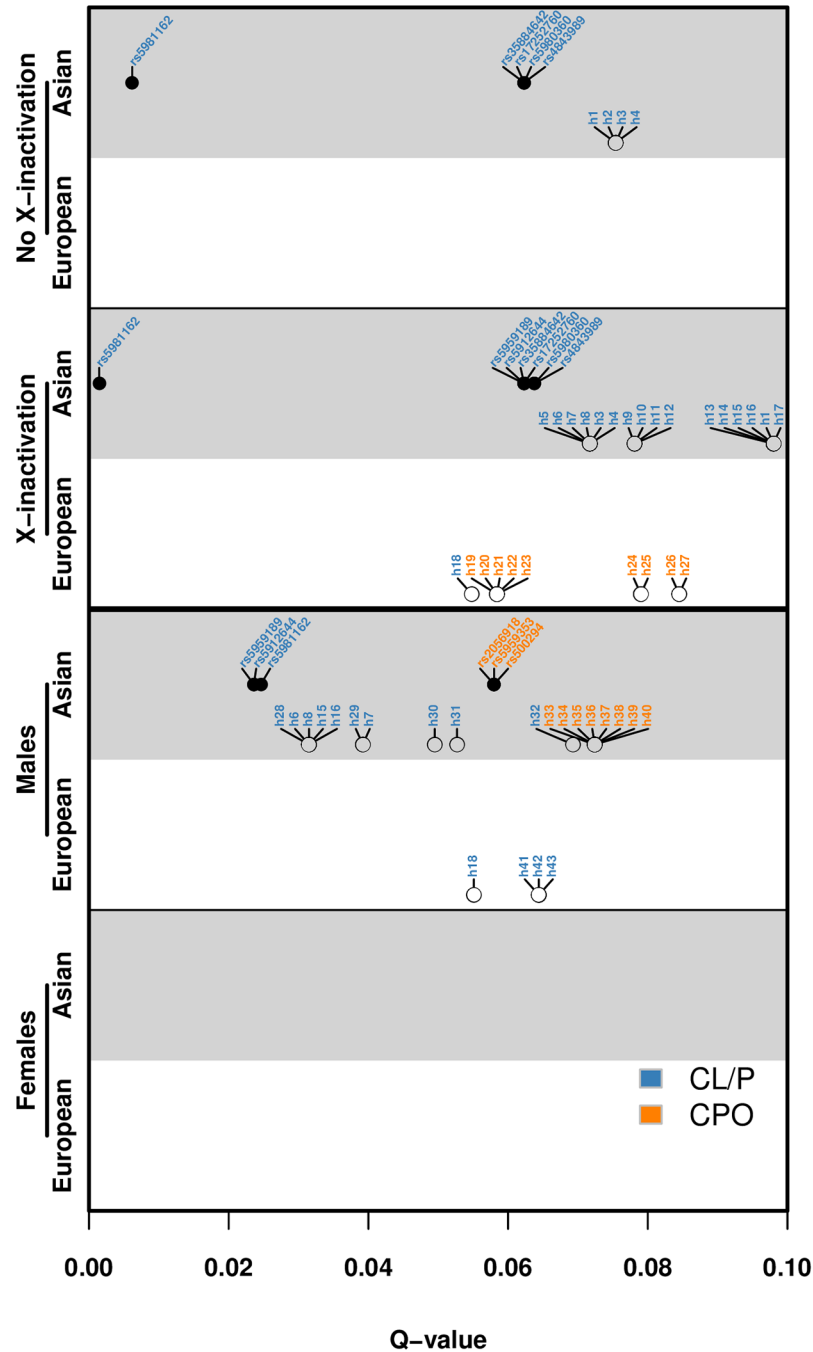 No X−inactivation
Asian
European
rs5981162
rs35884642
rs17252760
rs5980360
rs4843989
h1
h2
h3
h4
X−inactivation
Asian
European
rs5981162
rs5959189
rs5912644
rs35884642
rs17252760
rs5980360
rs4843989
h5
h6
h7
h8
h3
h4
h9
h10
h11
h12
h13
h14
h15
h16
h1
h17
h18
h19
h20
h21
h22
h23
h24
h25
h26
h27
Males
Asian
European
rs5959189
rs5912644
rs5981162
rs2056918
rs5959353
rs500294
h28
h6
h8
h15
h16
h29
h7
h30
h31
h32
h33
h34
h35
h36
h37
h38
h39
h40
h18
h41
h42
h43
Females
Asian
European
CL/P
CPO
0.00
0.02
0.04
0.06
0.08
0.10
Q−value